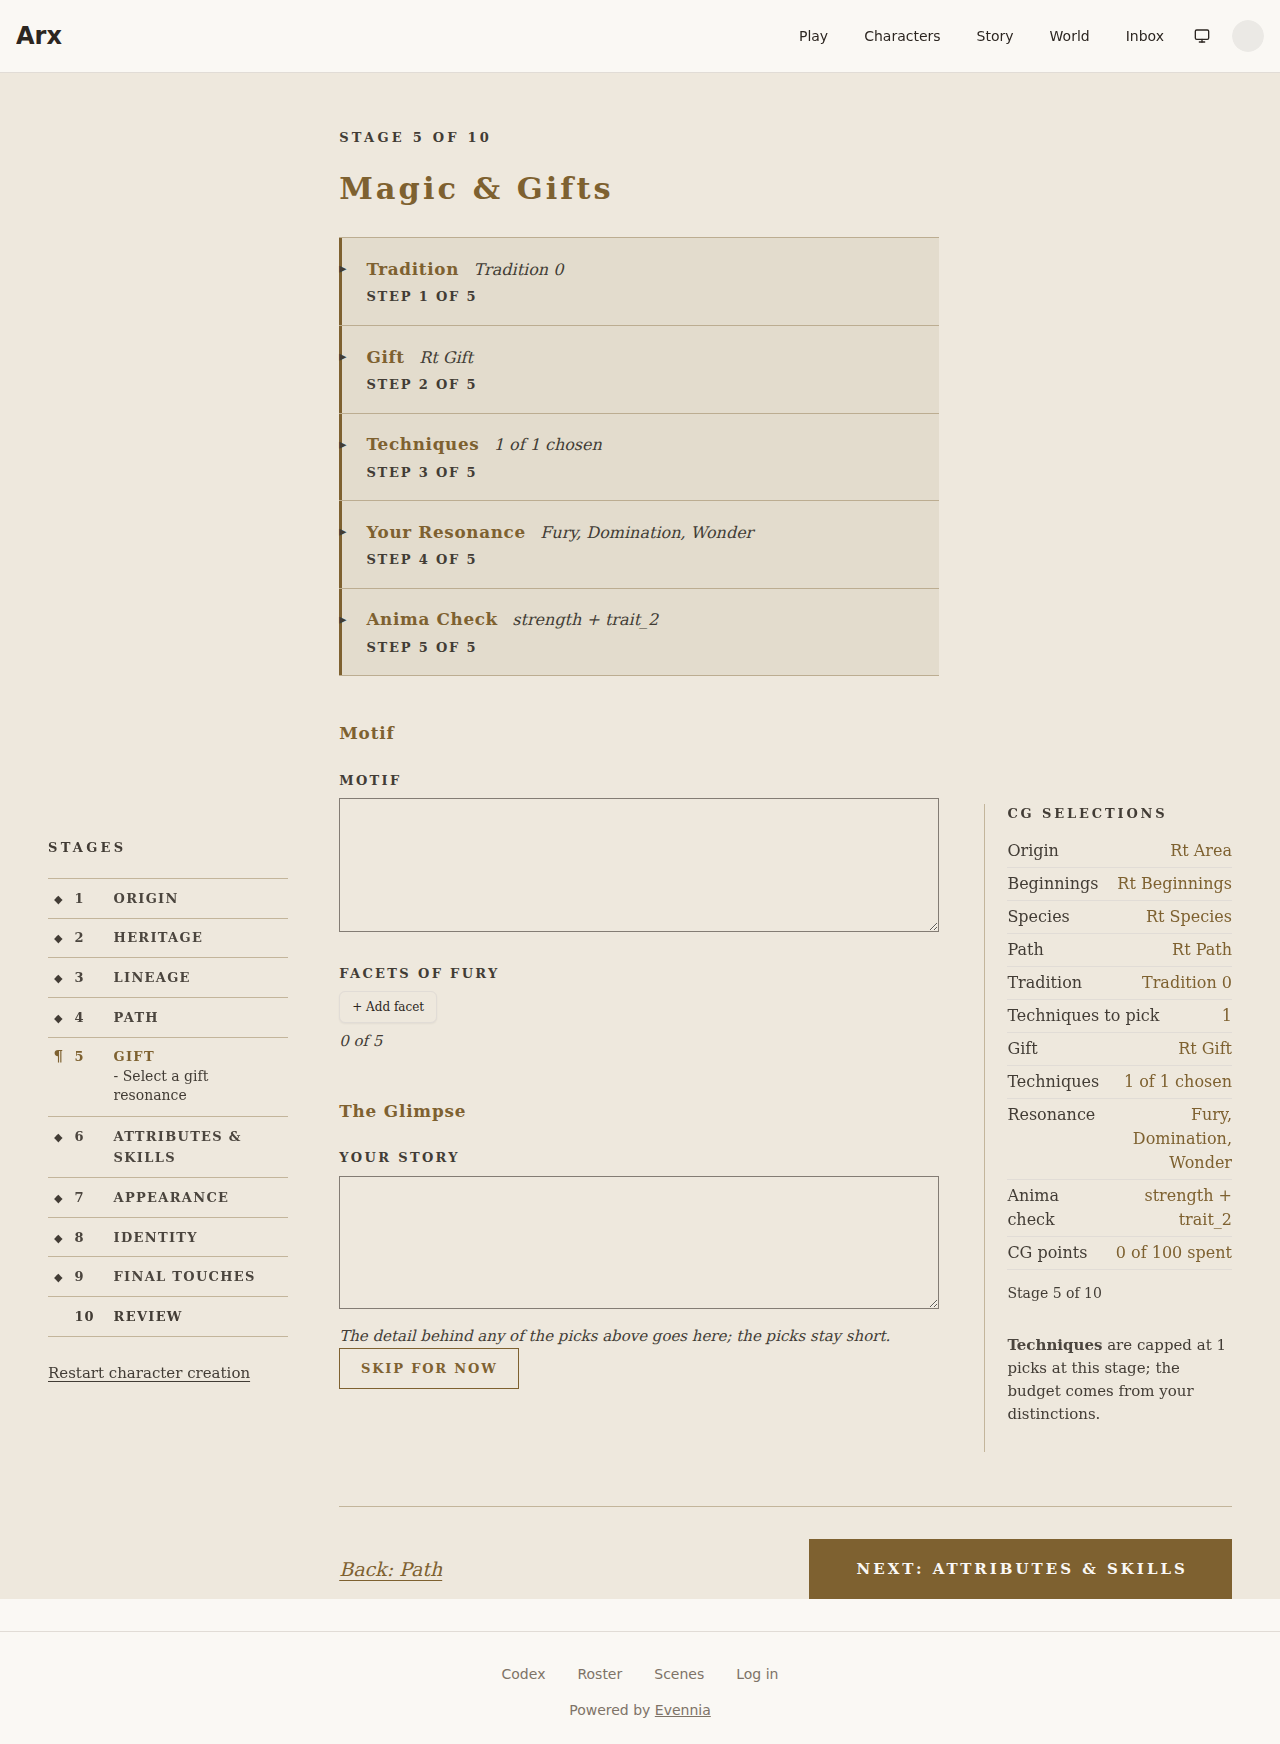 Arx
Play
Characters
Story
World
Inbox
STAGE 5 OF 10
Magic & Gifts
Tradition Tradition 0
STEP 1 OF 5
Gift Rt Gift
STEP 2 OF 5
Techniques 1 of 1 chosen
STEP 3 OF 5
Your Resonance Fury, Domination, Wonder
STEP 4 OF 5
Anima Check strength + trait_2
STEP 5 OF 5
Motif
MOTIF
FACETS OF FURY
+ Add facet
0 of 5
The Glimpse
YOUR STORY
The detail behind any of the picks above goes here; the picks stay short.
SKIP FOR NOW
STAGES
◆ 1 ORIGIN
◆ 2 HERITAGE
◆ 3 LINEAGE
◆ 4 PATH
¶ 5 GIFT
- Select a gift
resonance
◆ 6 ATTRIBUTES &
SKILLS
◆ 7 APPEARANCE
◆ 8 IDENTITY
◆ 9 FINAL TOUCHES
10 REVIEW
Restart character creation
CG SELECTIONS
Origin Rt Area
Beginnings Rt Beginnings
Species Rt Species
Path Rt Path
Tradition Tradition 0
Techniques to pick 1
Gift Rt Gift
Techniques 1 of 1 chosen
Resonance Fury,
Domination,
Wonder
Anima strength +
check trait_2
CG points 0 of 100 spent
Stage 5 of 10
Techniques are capped at 1
picks at this stage; the
budget comes from your
distinctions.
Back: Path
NEXT: ATTRIBUTES & SKILLS
Codex
Roster
Scenes
Log in
Powered by Evennia